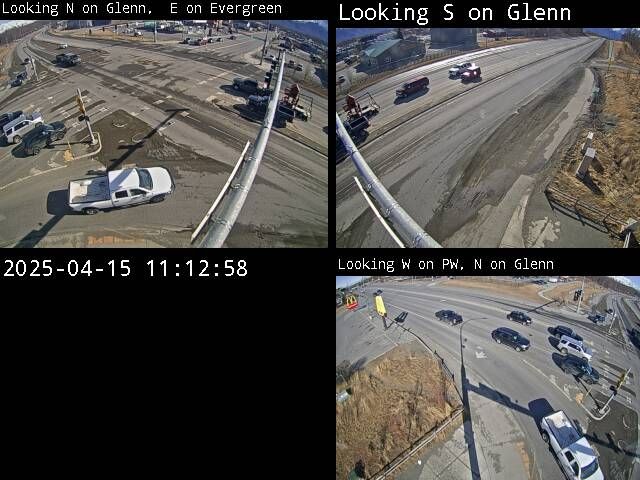 Looking N on Glenn,  E on Evergreen
Looking S on Glenn
2025-04-15 11:12:58
Looking W on PW, N on Glenn